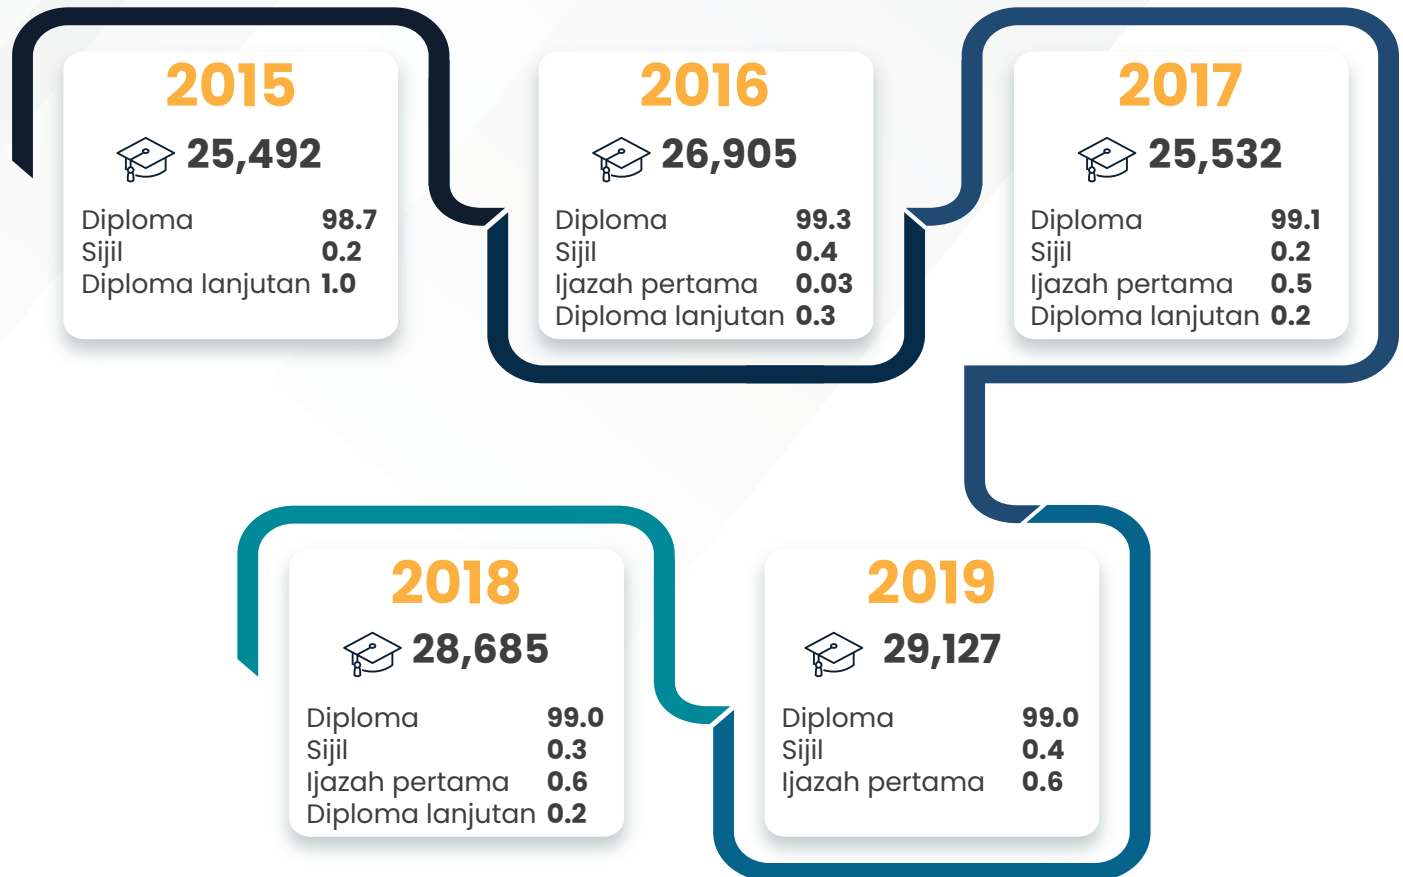 2015
25,492
Diploma 98.7
Sijil 0.2
Diploma lanjutan 1.0
2016
26,905
Diploma 99.3
Sijil 0.4
Ijazah pertama 0.03
Diploma lanjutan 0.3
2017
25,532
Diploma 99.1
Sijil 0.2
Ijazah pertama 0.5
Diploma lanjutan 0.2
2018
28,685
Diploma 99.0
Sijil 0.3
Ijazah pertama 0.6
Diploma lanjutan 0.2
2019
29,127
Diploma 99.0
Sijil 0.4
Ijazah pertama 0.6